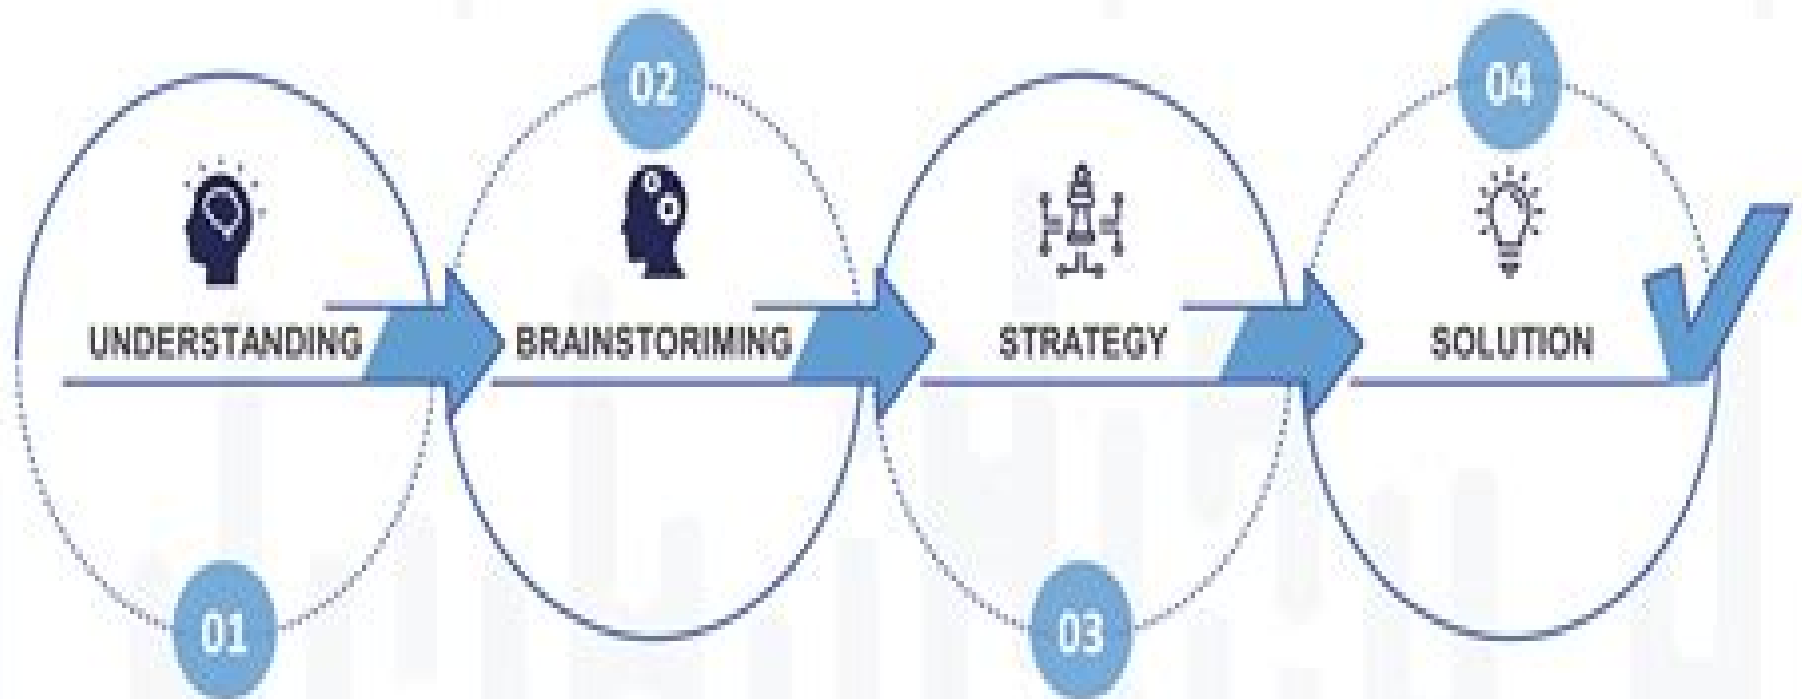 01
UNDERSTANDING
02
BRAINSTORIMING
03
STRATEGY
04
SOLUTION